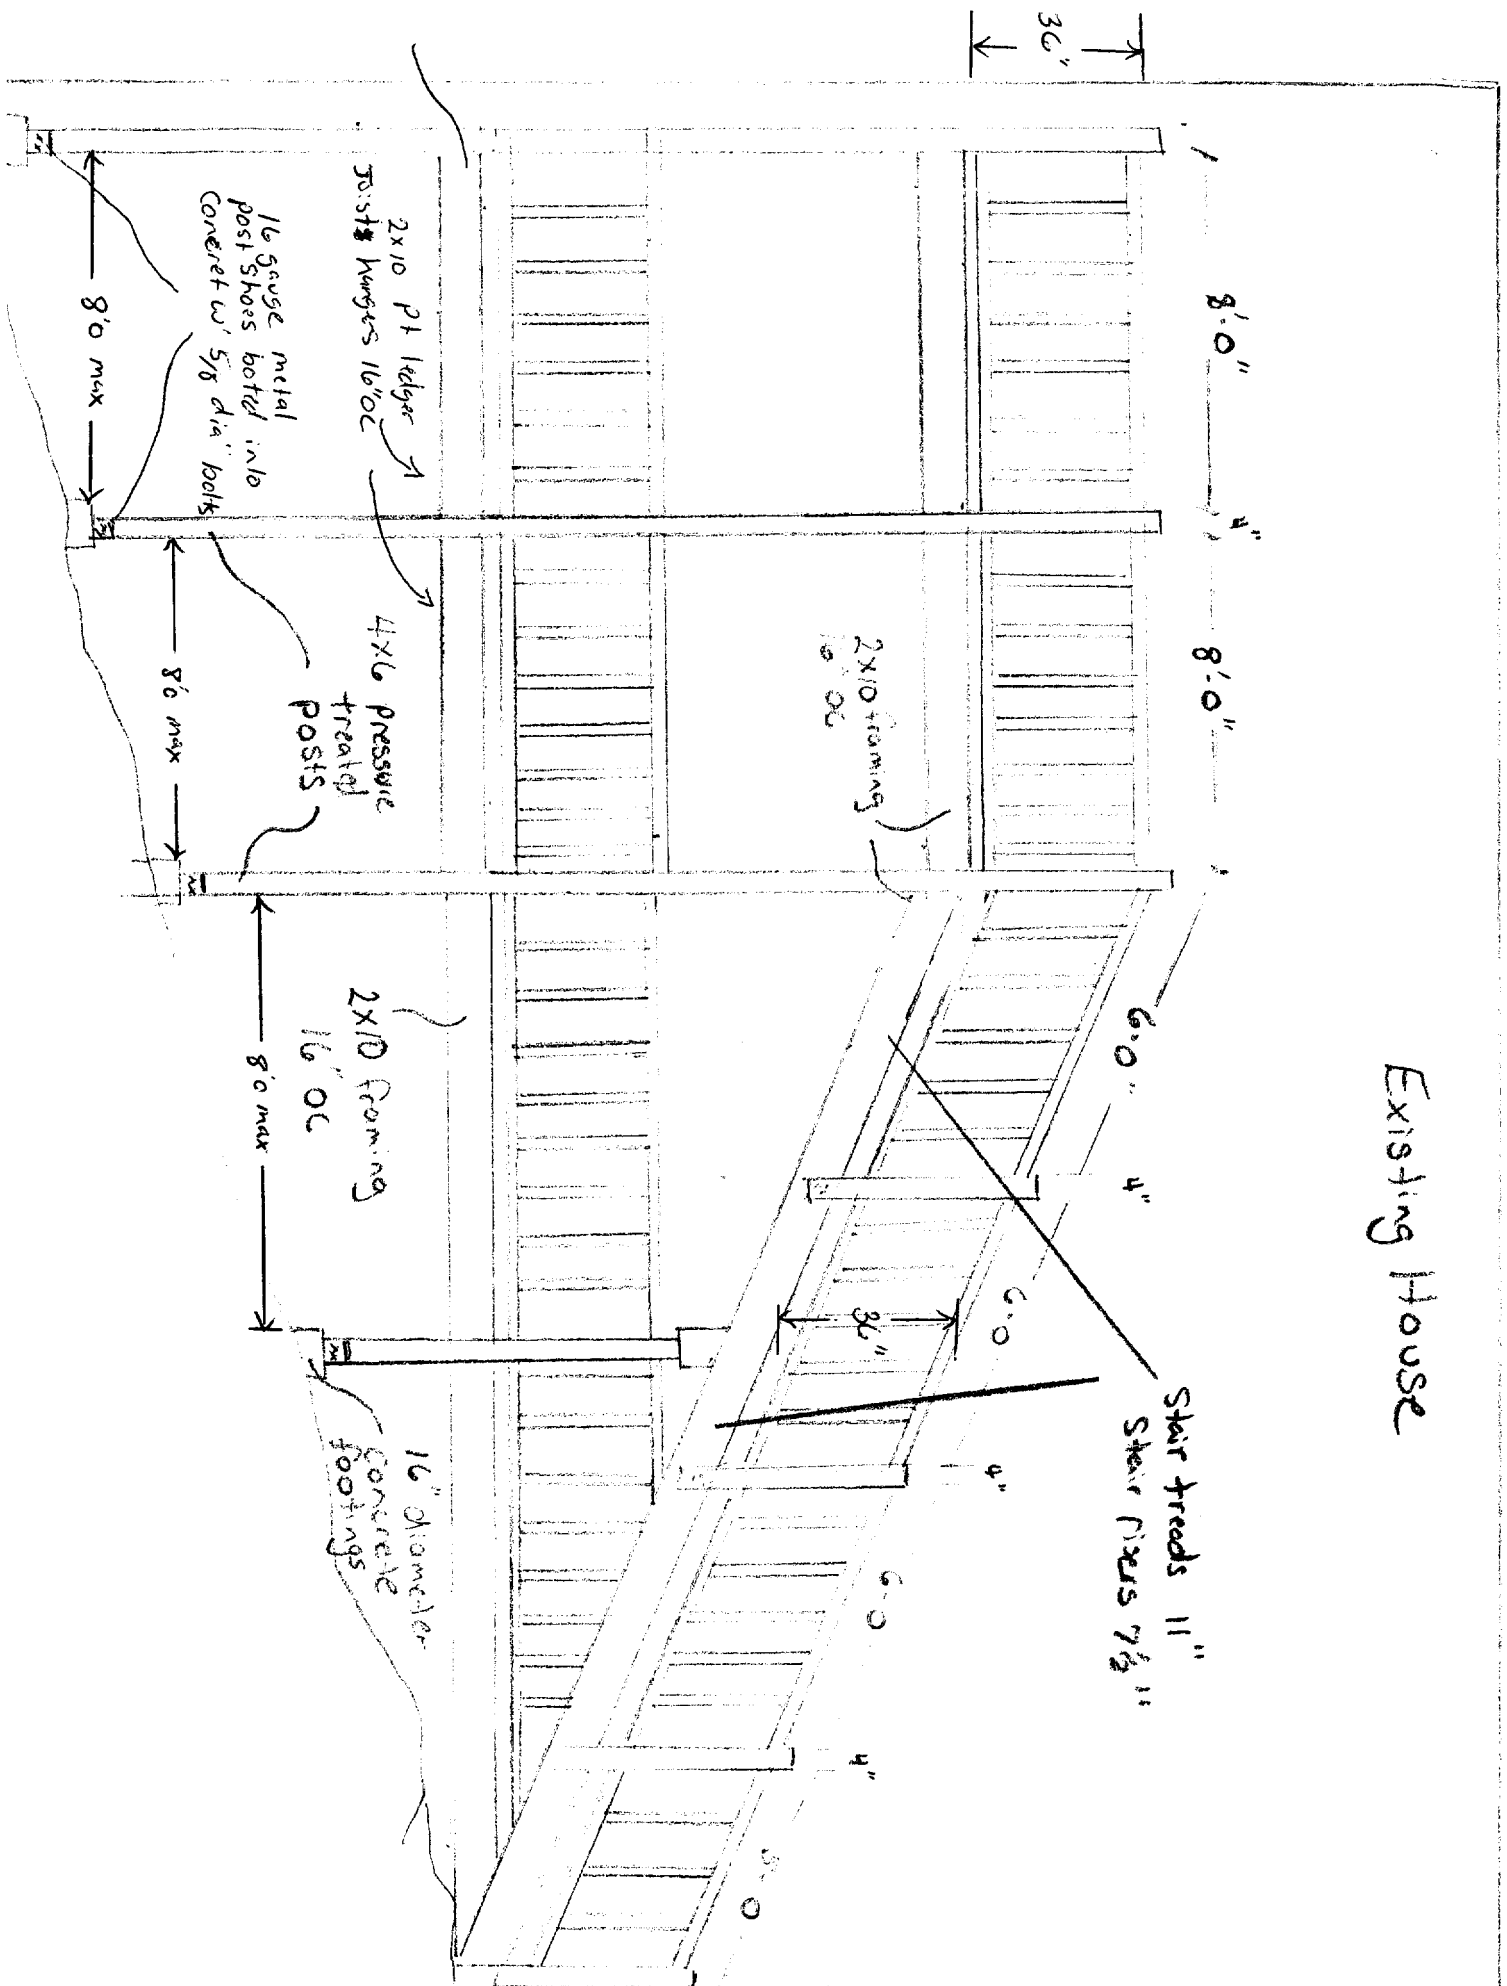 Existing House
36"
8'-0"
4"
8'-0"
6-0"
4"
6-0
4"
6-0
4"
5-0
Stair treads 11"
Stair risers 7½"
36"
2x10 framing
16" OC
2x10 pt ledger
Joists hangers 16"OC
4x6 pressure
treated
posts
16 gauge metal
post shoes bolted into
Concret w' 5/8 dia" bolts
2x10 framing
16" OC
16" diameter
Concrete
footings
8'0 max
8'0 max
8'0 max